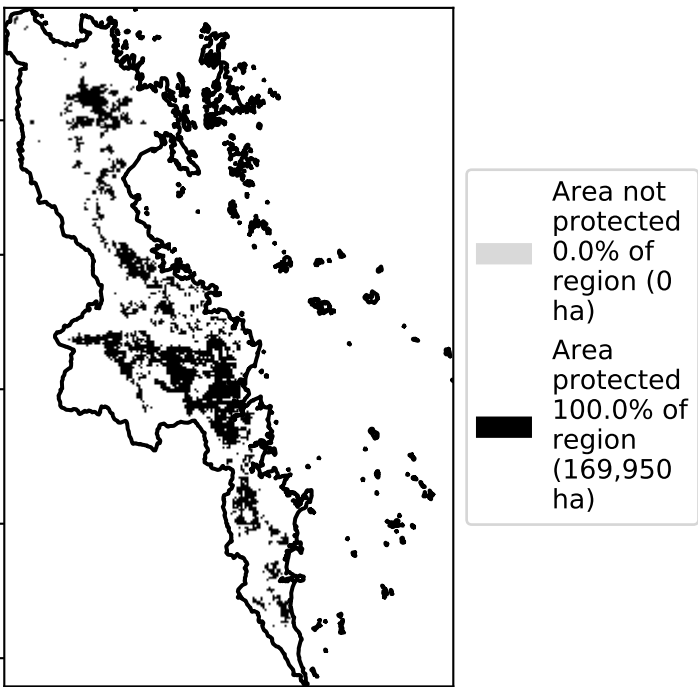 Area not
protected
0.0% of
region (0
ha)
Area
protected
100.0% of
region
(169,950
ha)